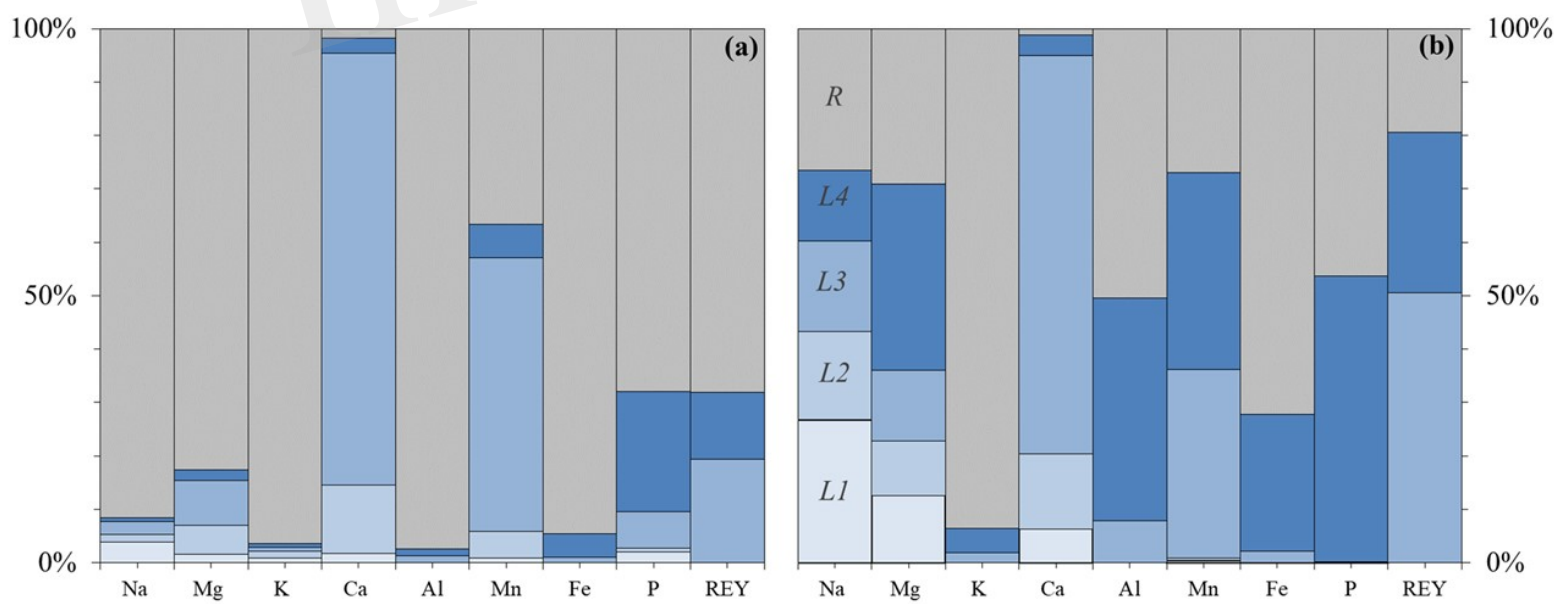 100%
(a)
50%
0%
Na Mg K Ca Al Mn Fe P REY
(b)
100%
R
L4
L3
50%
L2
L1
0%
Na Mg K Ca Al Mn Fe P REY